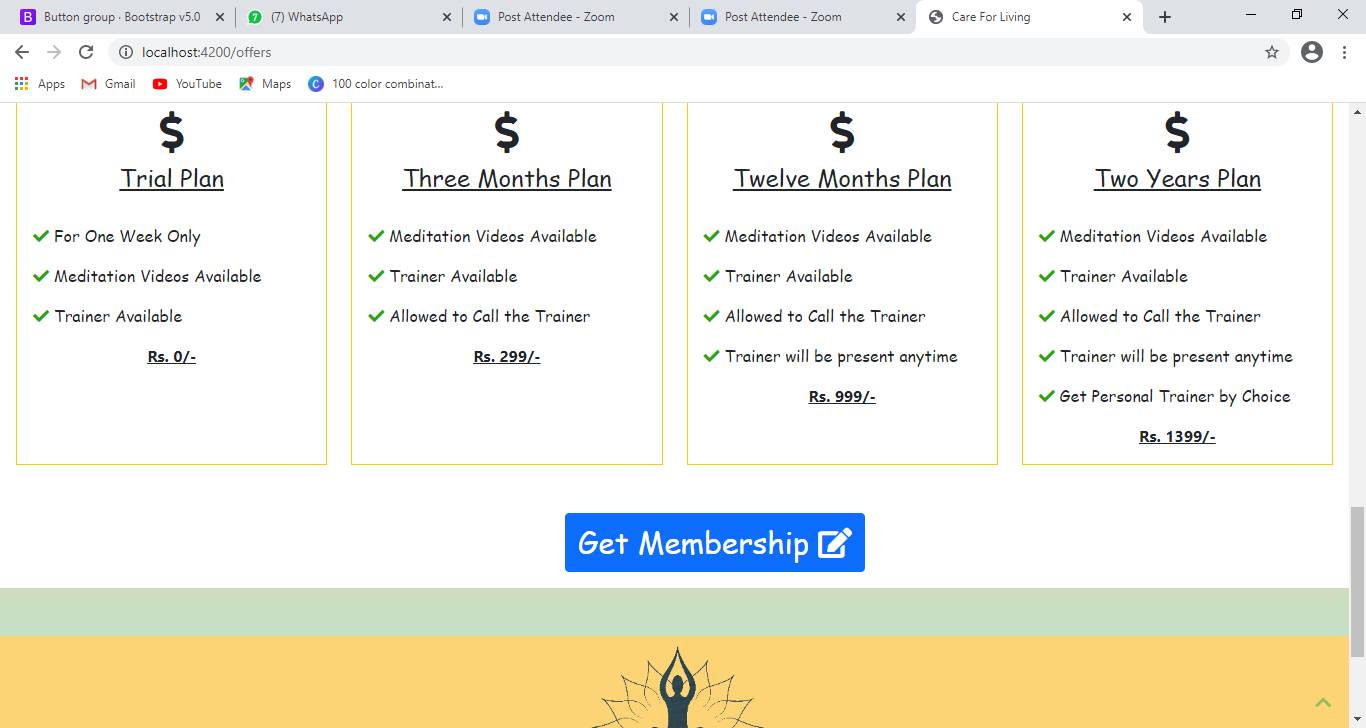 Button group · Bootstrap v5.0
(7) WhatsApp
Post Attendee - Zoom
Post Attendee - Zoom
Care For Living
localhost:4200/offers
Apps
Gmail
YouTube
Maps
100 color combinat...
Trial Plan
For One Week Only
Meditation Videos Available
Trainer Available
Rs. 0/-
Three Months Plan
Meditation Videos Available
Trainer Available
Allowed to Call the Trainer
Rs. 299/-
Twelve Months Plan
Meditation Videos Available
Trainer Available
Allowed to Call the Trainer
Trainer will be present anytime
Rs. 999/-
Two Years Plan
Meditation Videos Available
Trainer Available
Allowed to Call the Trainer
Trainer will be present anytime
Get Personal Trainer by Choice
Rs. 1399/-
Get Membership